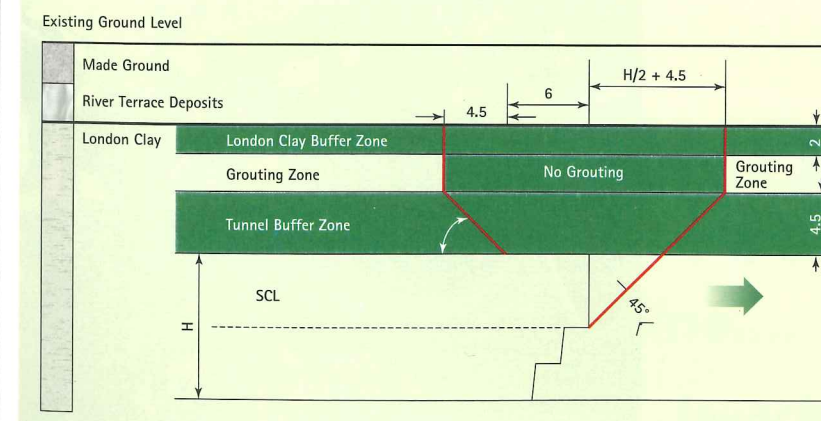 Existing Ground Level
Made Ground
River Terrace Deposits
London Clay
4.5
6
H/2 + 4.5
London Clay Buffer Zone
2
Grouting Zone
No Grouting
Grouting
Zone
Tunnel Buffer Zone
4.5
SCL
H
45°